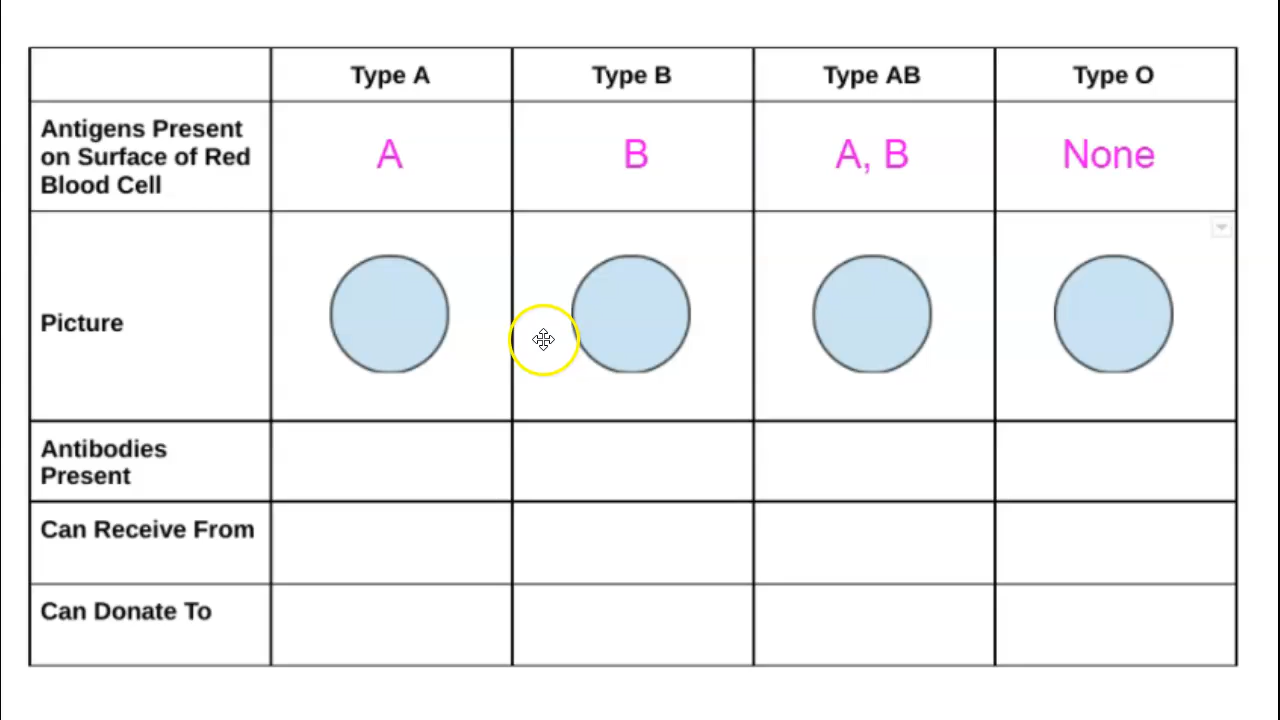 Type A Type B Type AB Type O
Antigens Present
on Surface of Red
Blood Cell
A B A, B None
Picture
Antibodies
Present
Can Receive From
Can Donate To